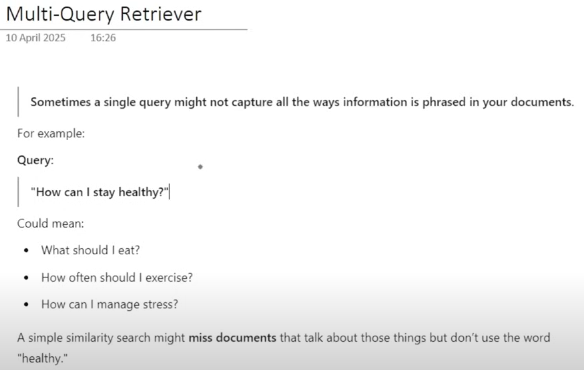 Multi-Query Retriever
10 April 2025 16:26
Sometimes a single query might not capture all the ways information is phrased in your documents.
For example:
Query:
"How can I stay healthy?"
Could mean:
• What should I eat?
• How often should I exercise?
• How can I manage stress?
A simple similarity search might miss documents that talk about those things but don't use the word
"healthy."